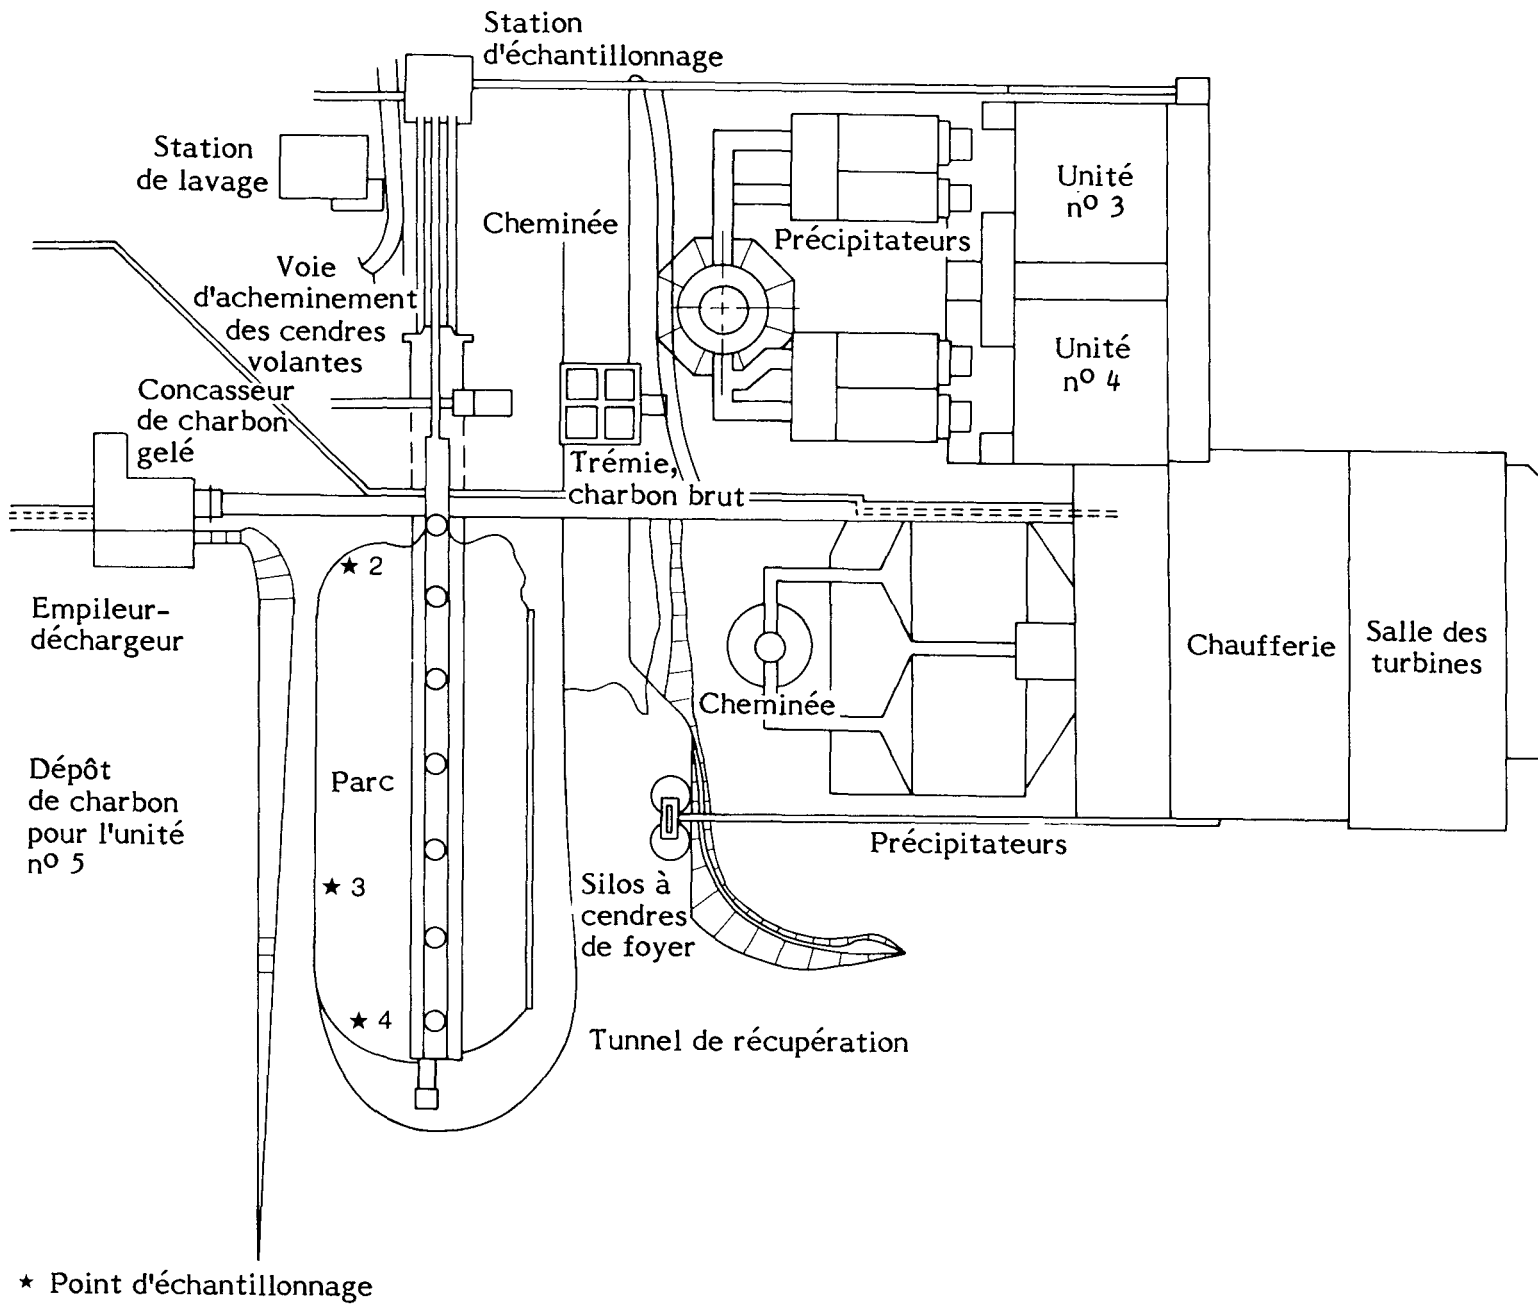 Station
d'échantillonnage
Station
de lavage
Cheminée
Unité
nº 3
Précipitateurs
Voie
d'acheminement
des cendres
volantes
Unité
nº 4
Concasseur
de charbon
gelé
Trémie,
charbon brut
★ 2
Empileur-
déchargeur
Chaufferie
Salle des
turbines
Cheminée
Dépôt
de charbon
pour l'unité
nº 5
Parc
Précipitateurs
★ 3
Silos à
cendres
de foyer
★ 4
Tunnel de récupération
★ Point d'échantillonnage